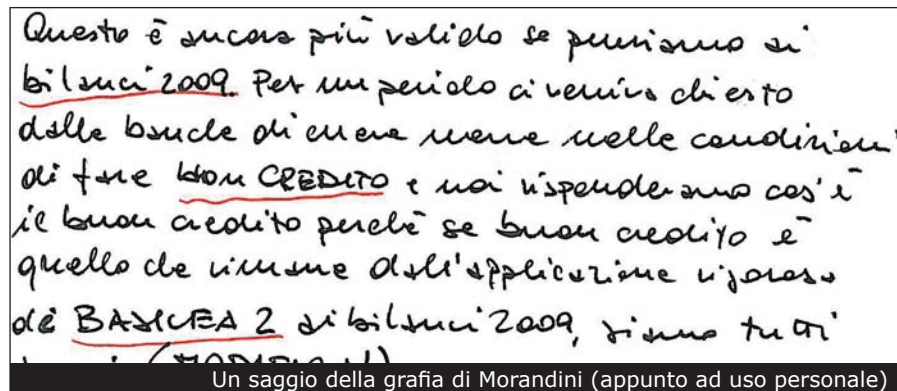 Questo è ancora più valido se pensiamo ai
bilanci 2009. Per un periodo ci veniva chiesto
dalle banche di essere messe nelle condizioni
di fare buon CREDITO e noi rispondevamo cos'è
il buon credito perché se buon credito è
quello che rimane dall'applicazione rigorosa
di BASILEA 2 ai bilanci 2009, siamo tutti
Un saggio della grafia di Morandini (appunto ad uso personale)